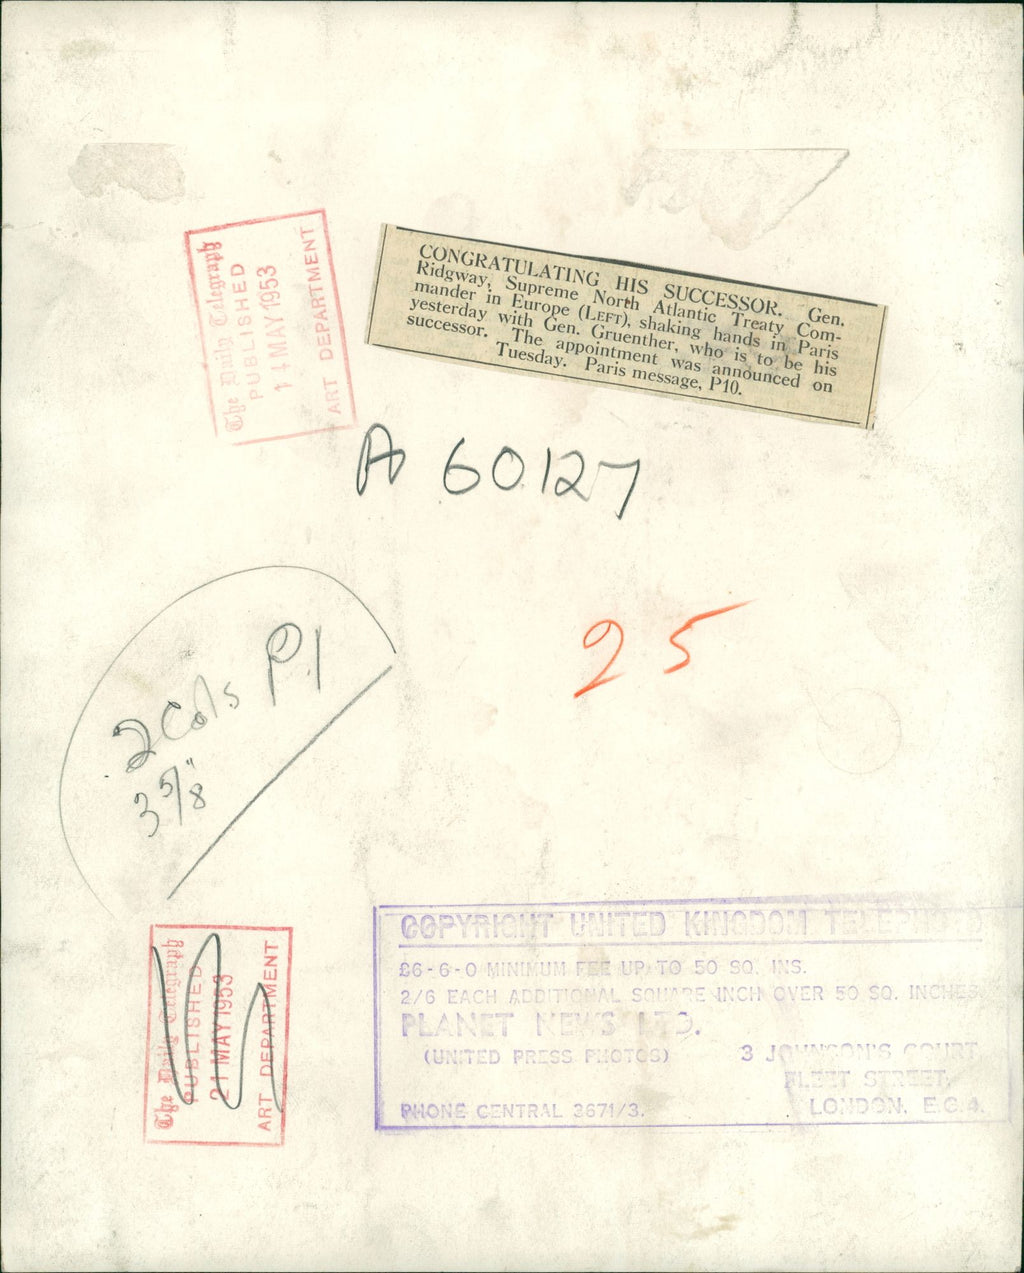 The Daily Telegraph
PUBLISHED
14 MAY 1953
ART DEPARTMENT
CONGRATULATING HIS SUCCESSOR. Gen.
Ridgway, Supreme North Atlantic Treaty Com-
mander in Europe (LEFT), shaking hands in Paris
yesterday with Gen. Gruenther, who is to be his
successor. The appointment was announced on
Tuesday. Paris message, P10.
A 60127
25
2 Cols P.1
3 5/8"
The Daily Telegraph
PUBLISHED
21 MAY 1953
ART DEPARTMENT
COPYRIGHT UNITED KINGDOM TELEPHOTO
£6-6-0 MINIMUM FEE UP TO 50 SQ. INS.
2/6 EACH ADDITIONAL SQUARE INCH OVER 50 SQ. INCHES
PLANET NEWS LTD.
(UNITED PRESS PHOTOS)
3 JOHNSON'S COURT
FLEET STREET,
PHONE CENTRAL 3671/3.
LONDON. E.C.4.